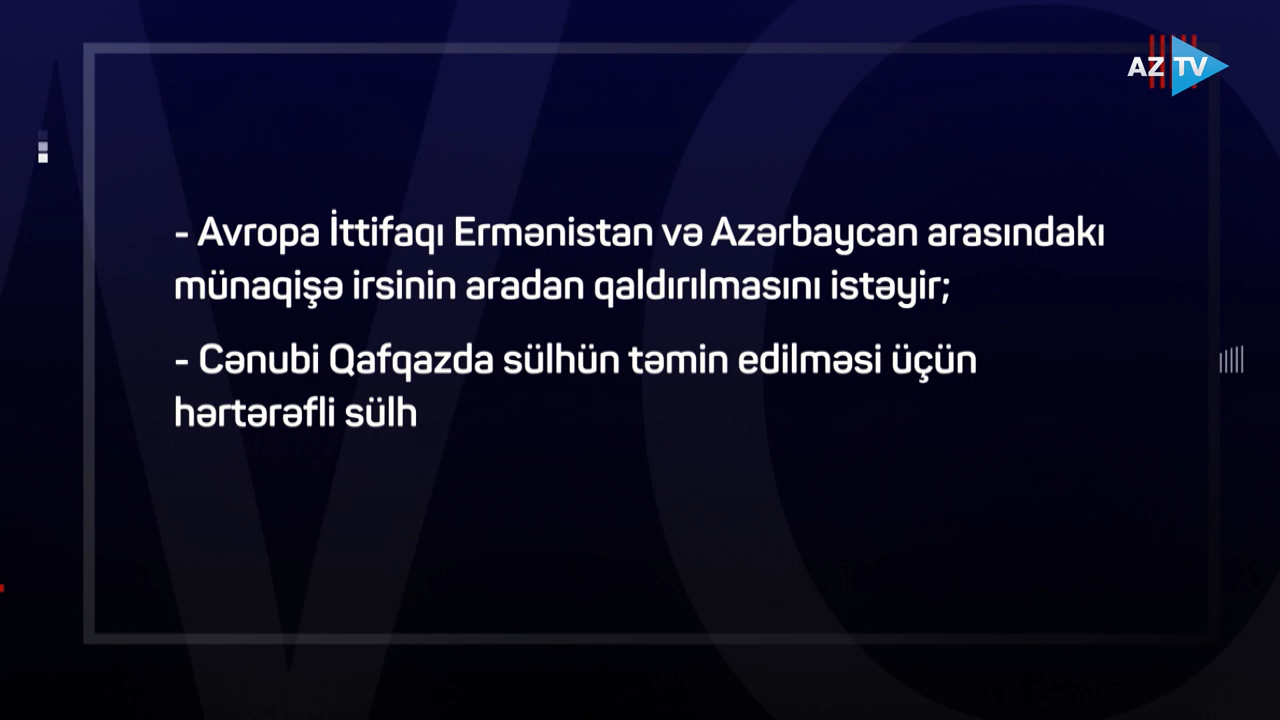 AZ TV
- Avropa İttifaqı Ermənistan və Azərbaycan arasındakı
münaqişə irsinin aradan qaldırılmasını istəyir;
- Cənubi Qafqazda sülhün təmin edilməsi üçün
hərtərəfli sülh